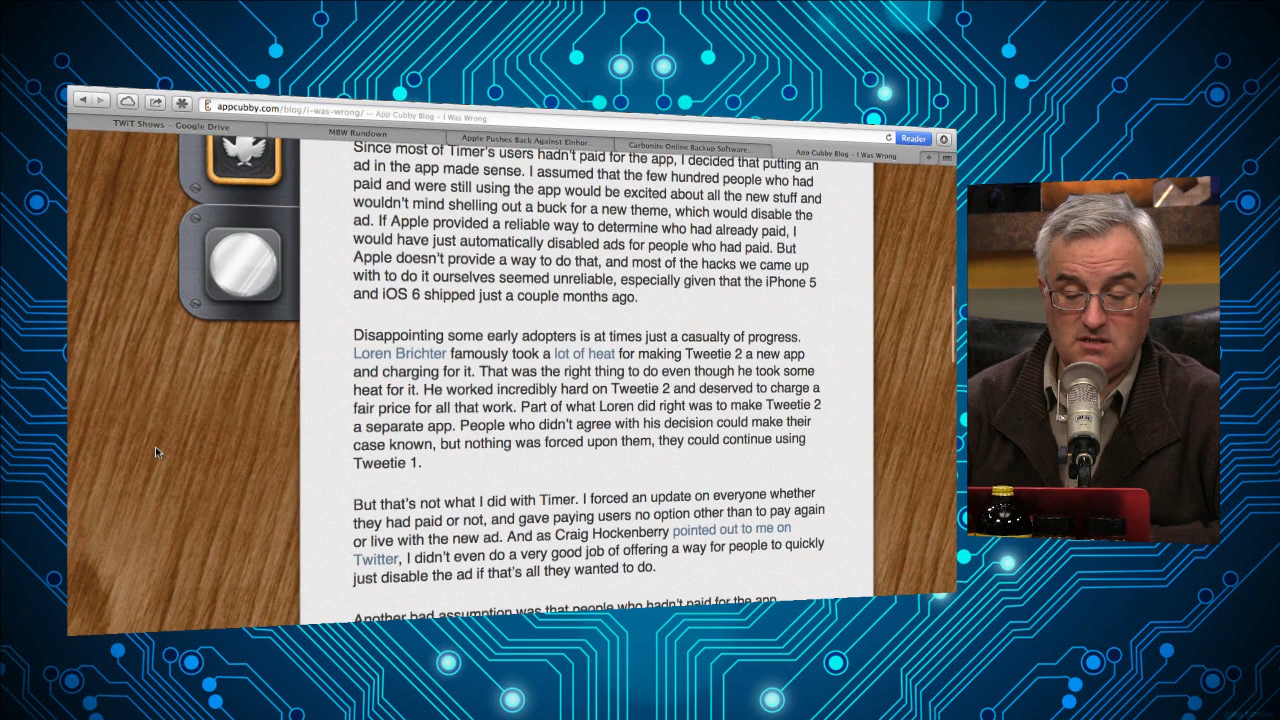 appcubby.com/blog/i-was-wrong/ — App Cubby Blog – I Was Wrong
Reader
TWiT Shows – Google Drive
MBW Rundown
Apple Pushes Back Against Einhor...
Carbonite Online Backup Software...
App Cubby Blog – I Was Wrong
Since most of Timer's users hadn't paid for the app, I decided that putting an
ad in the app made sense. I assumed that the few hundred people who had
paid and were still using the app would be excited about all the new stuff and
wouldn't mind shelling out a buck for a new theme, which would disable the
ad. If Apple provided a reliable way to determine who had already paid, I
would have just automatically disabled ads for people who had paid. But
Apple doesn't provide a way to do that, and most of the hacks we came up
with to do it ourselves seemed unreliable, especially given that the iPhone 5
and iOS 6 shipped just a couple months ago.
Disappointing some early adopters is at times just a casualty of progress.
Loren Brichter famously took a lot of heat for making Tweetie 2 a new app
and charging for it. That was the right thing to do even though he took some
heat for it. He worked incredibly hard on Tweetie 2 and deserved to charge a
fair price for all that work. Part of what Loren did right was to make Tweetie 2
a separate app. People who didn't agree with his decision could make their
case known, but nothing was forced upon them, they could continue using
Tweetie 1.
But that's not what I did with Timer. I forced an update on everyone whether
they had paid or not, and gave paying users no option other than to pay again
or live with the new ad. And as Craig Hockenberry pointed out to me on
Twitter, I didn't even do a very good job of offering a way for people to quickly
just disable the ad if that's all they wanted to do.
Another bad assumption was that people who hadn't paid for the app